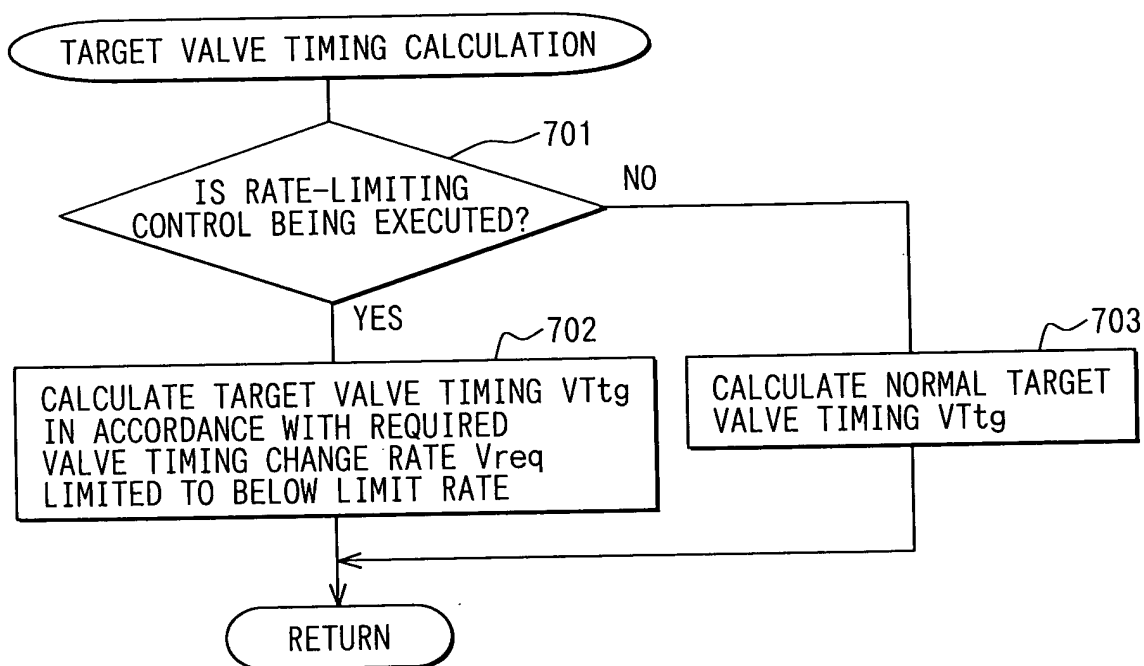 TARGET VALVE TIMING CALCULATION
701
IS RATE-LIMITING
CONTROL BEING EXECUTED?
NO
YES
702
CALCULATE TARGET VALVE TIMING VTtg
IN ACCORDANCE WITH REQUIRED
VALVE TIMING CHANGE RATE Vreq
LIMITED TO BELOW LIMIT RATE
703
CALCULATE NORMAL TARGET
VALVE TIMING VTtg
RETURN